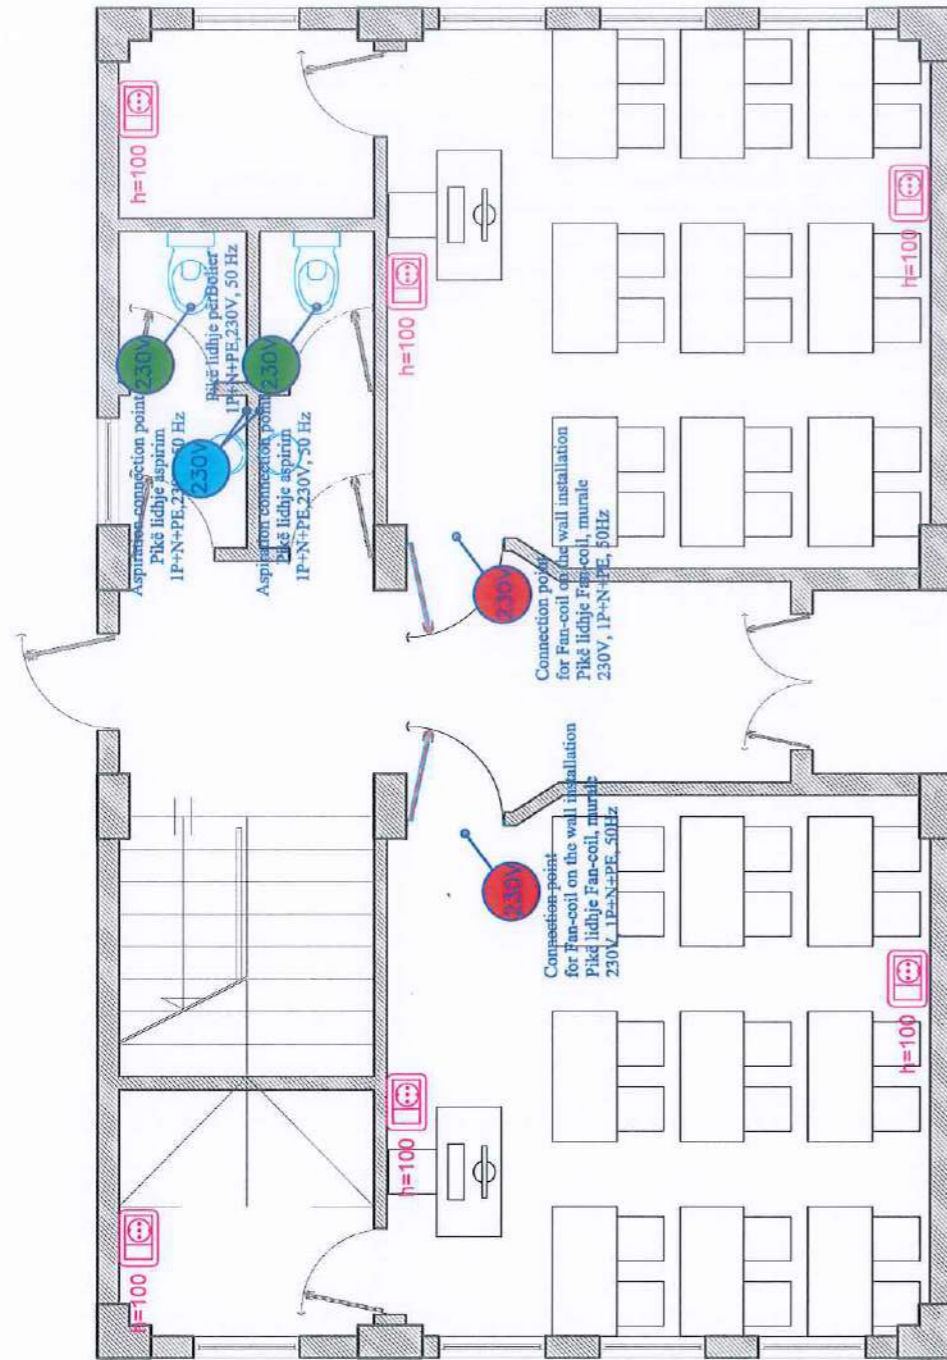 h=100
h=100
h=100
230V
230V
Pikë lidhje përBolier
1P+N+PE,230V, 50 Hz
230V
Aspiration connection point
Pikë lidhje aspirim
1P+N+PE,230V, 50 Hz
Aspiration connection point
Pikë lidhje aspirim
1P+N+PE,230V, 50 Hz
230V
Connection point
for Fan-coil on the wall installation
Pikë lidhje Fan-coil, murale
230V, 1P+N+PE, 50Hz
230V
Connection point
for Fan-coil on the wall installation
Pikë lidhje Fan-coil, murale
230V, 1P+N+PE, 50Hz
h=100
h=100
h=100